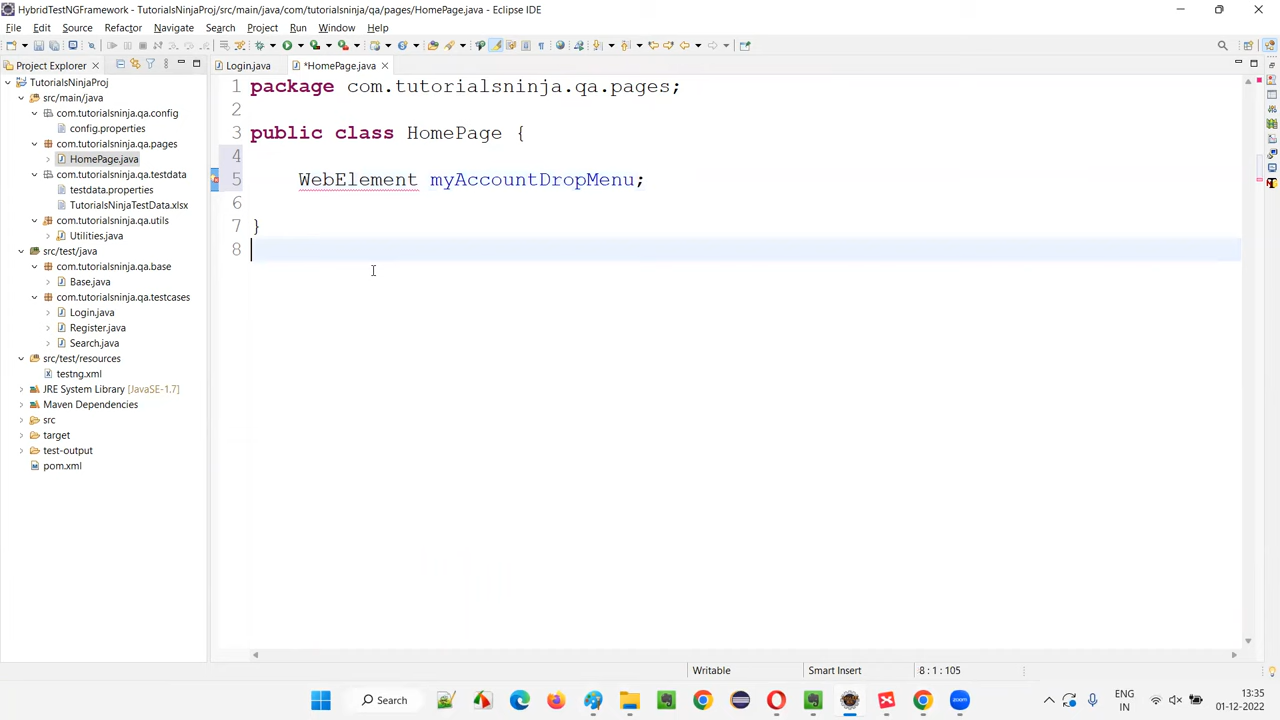 HybridTestNGFramework - TutorialsNinjaProj/src/main/java/com/tutorialsninja/qa/pages/HomePage.java - Eclipse IDE
File Edit Source Refactor Navigate Search Project Run Window Help
Project Explorer
Login.java
*HomePage.java
TutorialsNinjaProj
src/main/java
com.tutorialsninja.qa.config
config.properties
com.tutorialsninja.qa.pages
HomePage.java
com.tutorialsninja.qa.testdata
testdata.properties
TutorialsNinjaTestData.xlsx
com.tutorialsninja.qa.utils
Utilities.java
src/test/java
com.tutorialsninja.qa.base
Base.java
com.tutorialsninja.qa.testcases
Login.java
Register.java
Search.java
src/test/resources
testng.xml
JRE System Library [JavaSE-1.7]
Maven Dependencies
src
target
test-output
pom.xml
1 package com.tutorialsninja.qa.pages;
2
3 public class HomePage {
4
5 WebElement myAccountDropMenu;
6
7 }
8
Writable
Smart Insert
8 : 1 : 105
Search
ENG
IN
13:35
01-12-2022